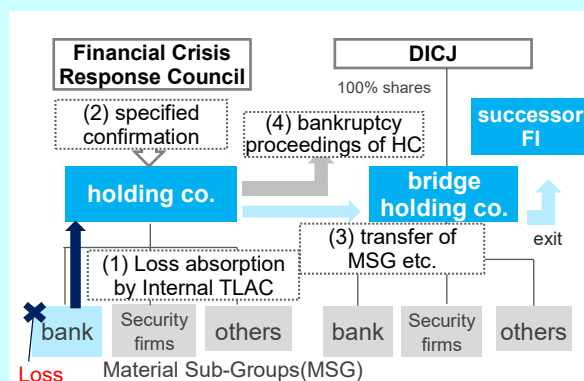 Financial Crisis
Response Council
DICJ
(2) specified
confirmation
100% shares
(4) bankruptcy
proceedings of HC
successor
FI
holding co.
bridge
holding co.
exit
(1) Loss absorption
by Internal TLAC
(3) transfer of
MSG etc.
bank
Security
firms
others
bank
Security
firms
others
Loss
Material Sub-Groups(MSG)